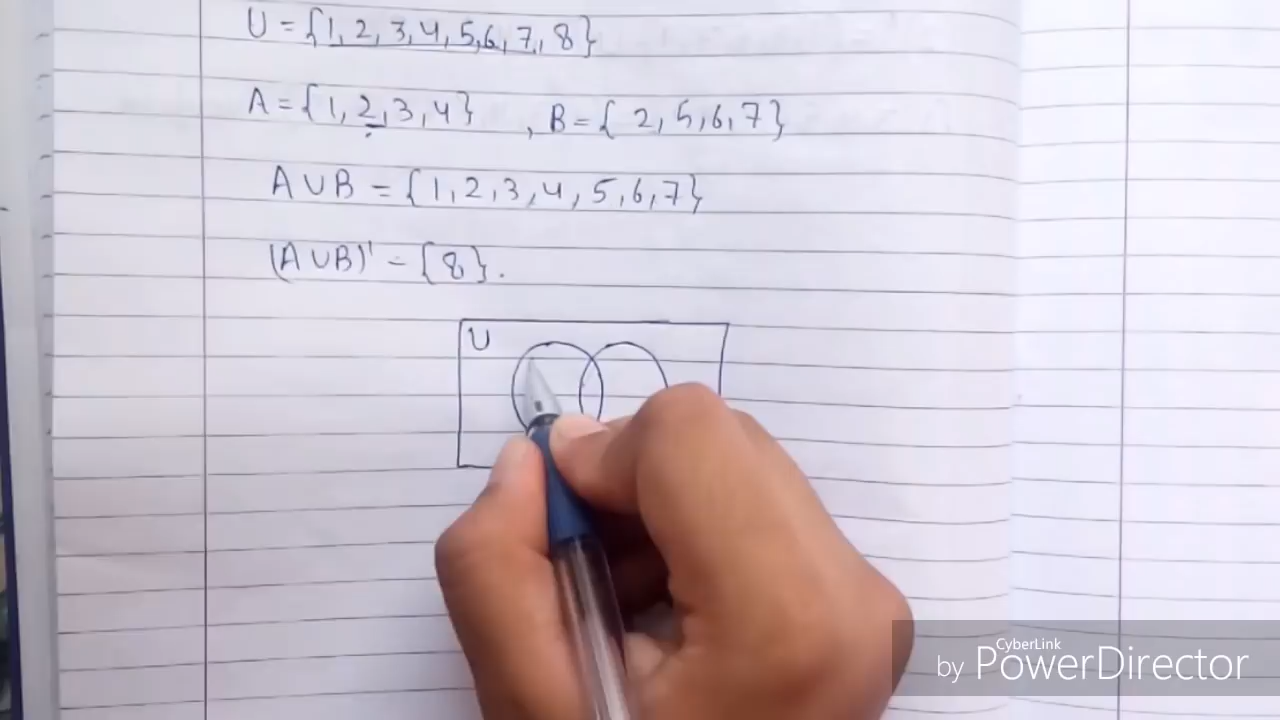 U = {1, 2, 3, 4, 5, 6, 7, 8}
A = {1, 2, 3, 4} , B = { 2, 5, 6, 7 }
A ∪ B = {1, 2, 3, 4, 5, 6, 7}
(A ∪ B)' = {8}.
U
CyberLink
by PowerDirector